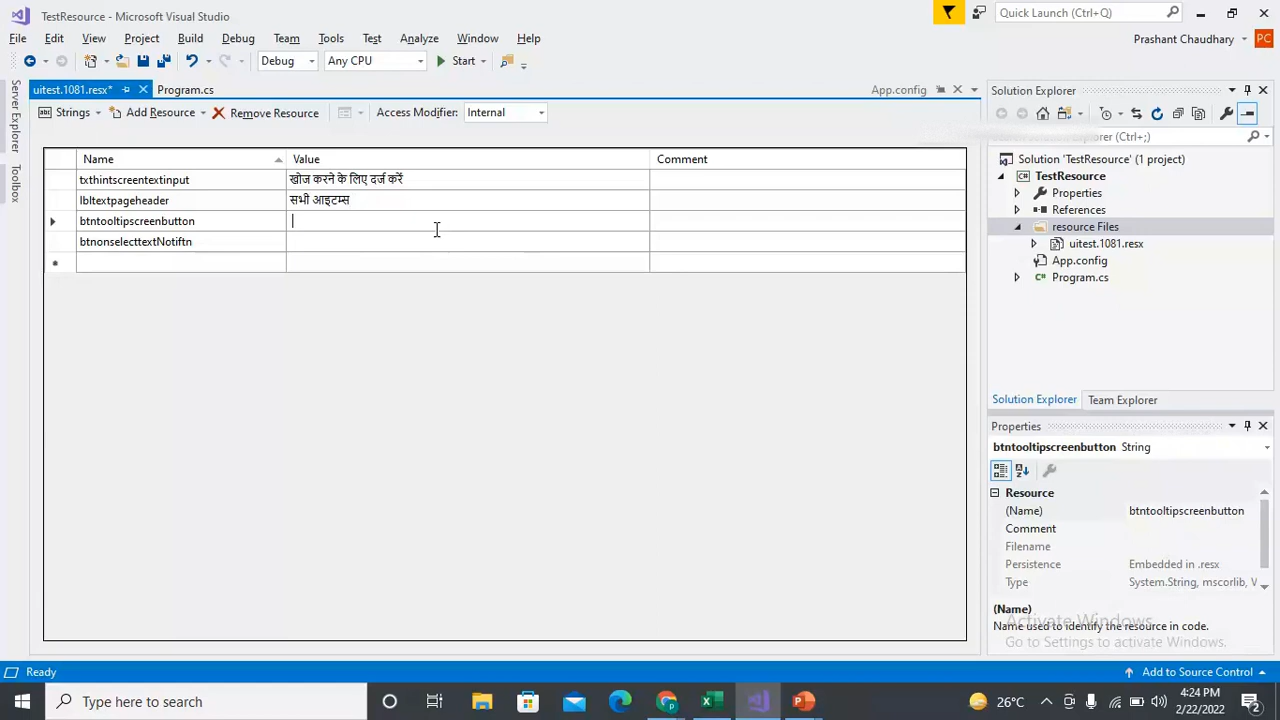 TestResource - Microsoft Visual Studio
Quick Launch (Ctrl+Q)
File Edit View Project Build Debug Team Tools Test Analyze Window Help
Prashant Chaudhary PC
Debug Any CPU Start
uitest.1081.resx* Program.cs App.config
Solution Explorer
Strings Add Resource Remove Resource Access Modifier: Internal
Explorer (Ctrl+;)
Server Explorer
Toolbox
Name Value Comment
txthintscreentextinput खोज करने के लिए दर्ज करें
lbltextpageheader सभी आइटम्स
btntooltipscreenbutton
btnonselecttextNotiftn
Solution 'TestResource' (1 project)
TestResource
Properties
References
resource Files
uitest.1081.resx
App.config
Program.cs
Solution Explorer Team Explorer
Properties
btntooltipscreenbutton String
Resource
(Name) btntooltipscreenbutton
Comment
Filename
Persistence Embedded in .resx
Type System.String, mscorlib, V
(Name)
Name used to identify the resource in code.
Activate Windows
Go to Settings to activate Windows.
Ready
Add to Source Control
Type here to search
26°C
4:24 PM
2/22/2022
2